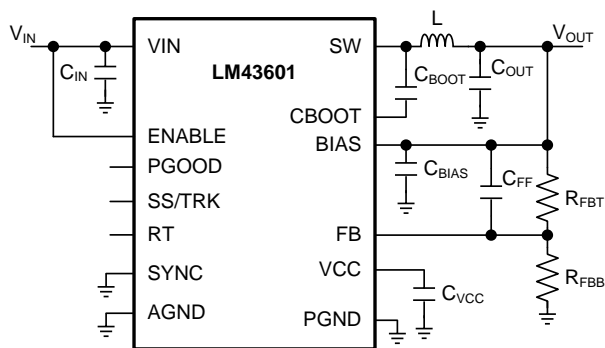 VIN
VIN
CIN
ENABLE
PGOOD
SS/TRK
RT
SYNC
AGND
LM43601
SW
CBOOT
BIAS
FB
VCC
PGND
L
VOUT
CBOOT
COUT
CBIAS
CFF
RFBT
RFBB
CVCC